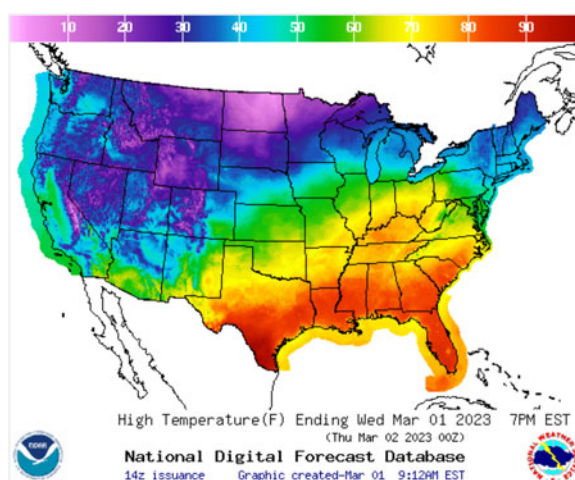 10 20 30 40 50 60 70 80 90
High Temperature(F) Ending Wed Mar 01 2023 7PM EST
(Thu Mar 02 2023 00Z)
National Digital Forecast Database
14z issuance Graphic created-Mar 01 9:12AM EST